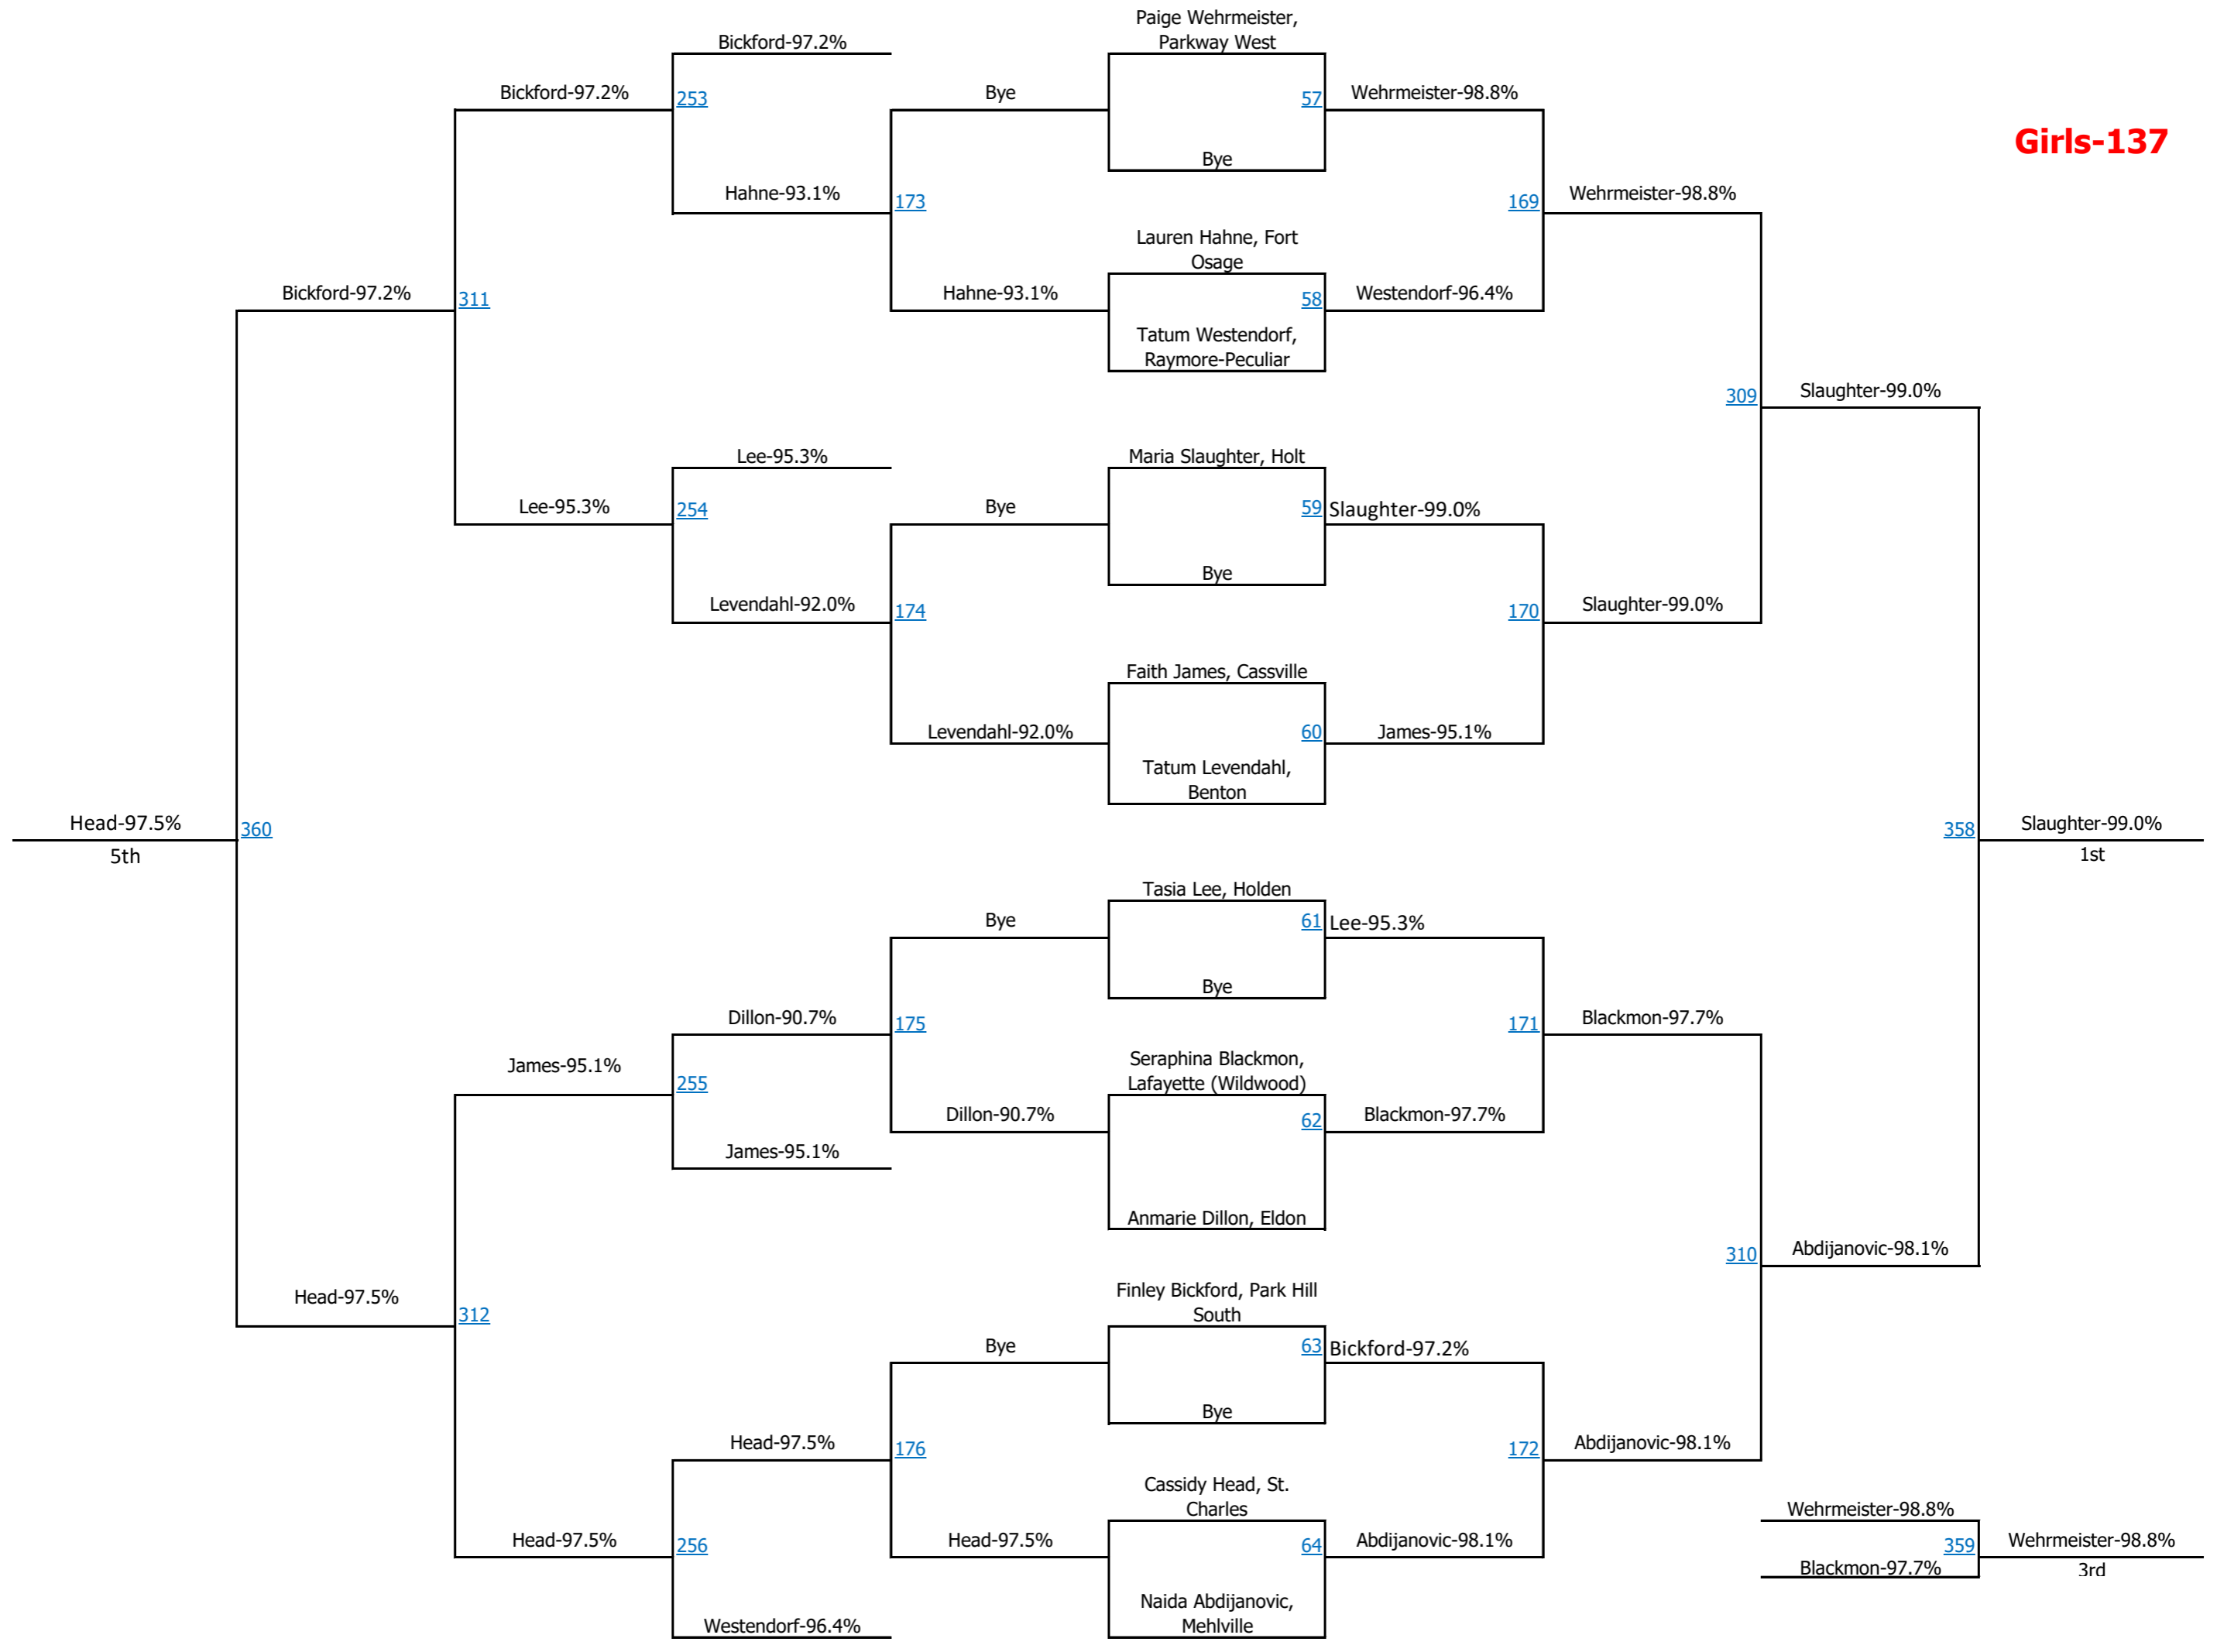 Paige Wehrmeister,
Parkway West
Bickford-97.2%
Bickford-97.2%
253
Bye
57
Wehrmeister-98.8%
Girls-137
Bye
Hahne-93.1%
173
169
Wehrmeister-98.8%
Lauren Hahne, Fort
Osage
Bickford-97.2%
311
Hahne-93.1%
58
Westendorf-96.4%
Tatum Westendorf,
Raymore-Peculiar
309
Slaughter-99.0%
Lee-95.3%
Maria Slaughter, Holt
Lee-95.3%
254
Bye
59
Slaughter-99.0%
Bye
Levendahl-92.0%
174
170
Slaughter-99.0%
Faith James, Cassville
Levendahl-92.0%
60
James-95.1%
Tatum Levendahl,
Benton
Head-97.5%
360
358
Slaughter-99.0%
5th
1st
Tasia Lee, Holden
Bye
61
Lee-95.3%
Bye
Dillon-90.7%
175
171
Blackmon-97.7%
Seraphina Blackmon,
Lafayette (Wildwood)
James-95.1%
255
Dillon-90.7%
62
Blackmon-97.7%
James-95.1%
Anmarie Dillon, Eldon
310
Abdijanovic-98.1%
Finley Bickford, Park Hill
South
Head-97.5%
312
Bye
63
Bickford-97.2%
Bye
Head-97.5%
176
172
Abdijanovic-98.1%
Cassidy Head, St.
Charles
Wehrmeister-98.8%
Head-97.5%
256
Head-97.5%
64
Abdijanovic-98.1%
359
Wehrmeister-98.8%
Blackmon-97.7%
3rd
Naida Abdijanovic,
Mehlville
Westendorf-96.4%